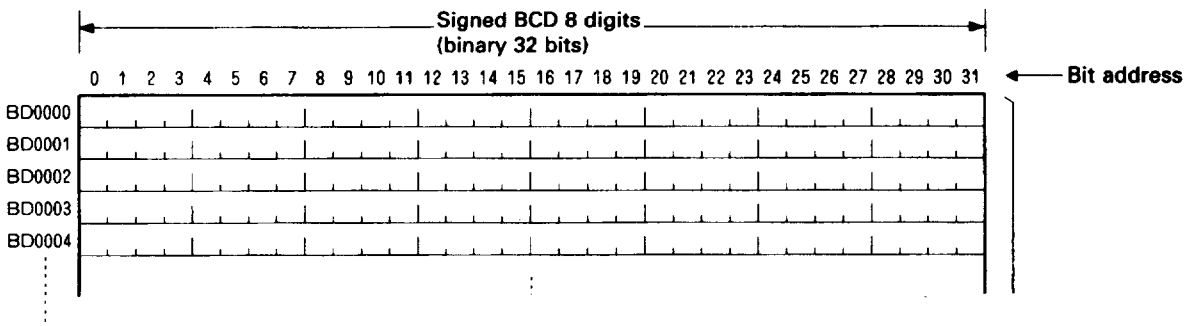 Signed BCD 8 digits
(binary 32 bits)
0 1 2 3 4 5 6 7 8 9 10 11 12 13 14 15 16 17 18 19 20 21 22 23 24 25 26 27 28 29 30 31
Bit address
BD0000
BD0001
BD0002
BD0003
BD0004